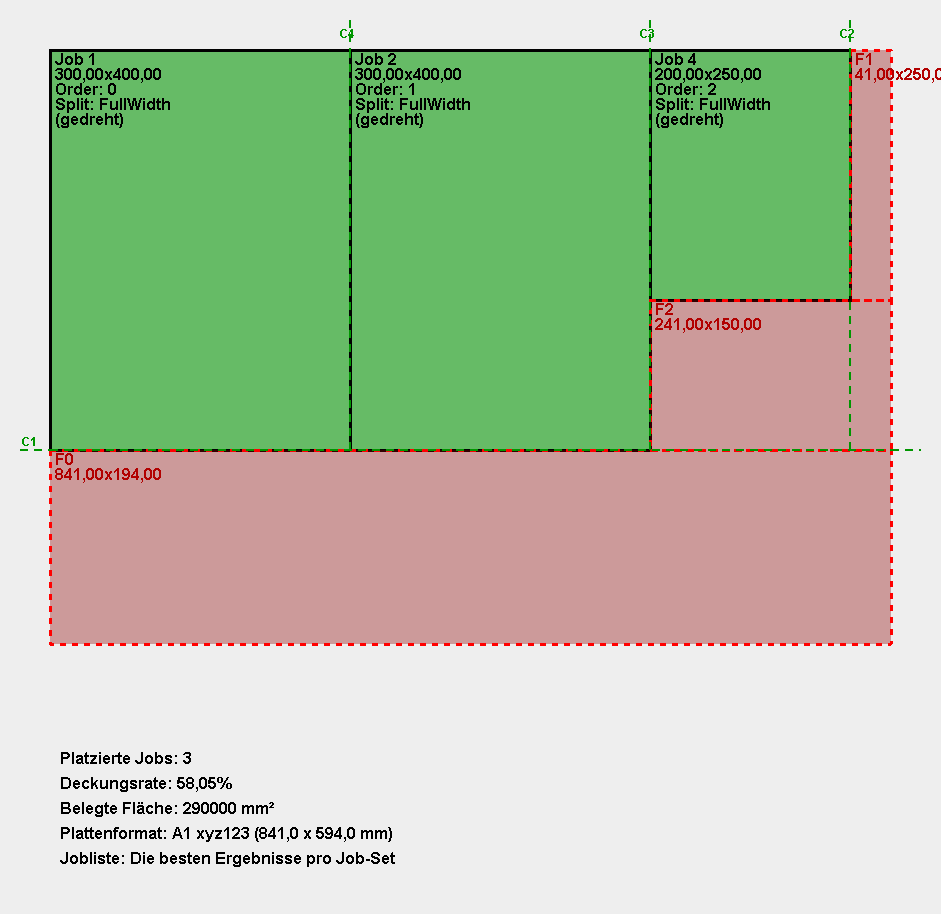 C4
C3
C2
Job 1
300,00x400,00
Order: 0
Split: FullWidth
(gedreht)
Job 2
300,00x400,00
Order: 1
Split: FullWidth
(gedreht)
Job 4
200,00x250,00
Order: 2
Split: FullWidth
(gedreht)
F1
41,00x250,0
F2
241,00x150,00
C1
F0
841,00x194,00
Platzierte Jobs: 3
Deckungsrate: 58,05%
Belegte Fläche: 290000 mm²
Plattenformat: A1 xyz123 (841,0 x 594,0 mm)
Jobliste: Die besten Ergebnisse pro Job-Set